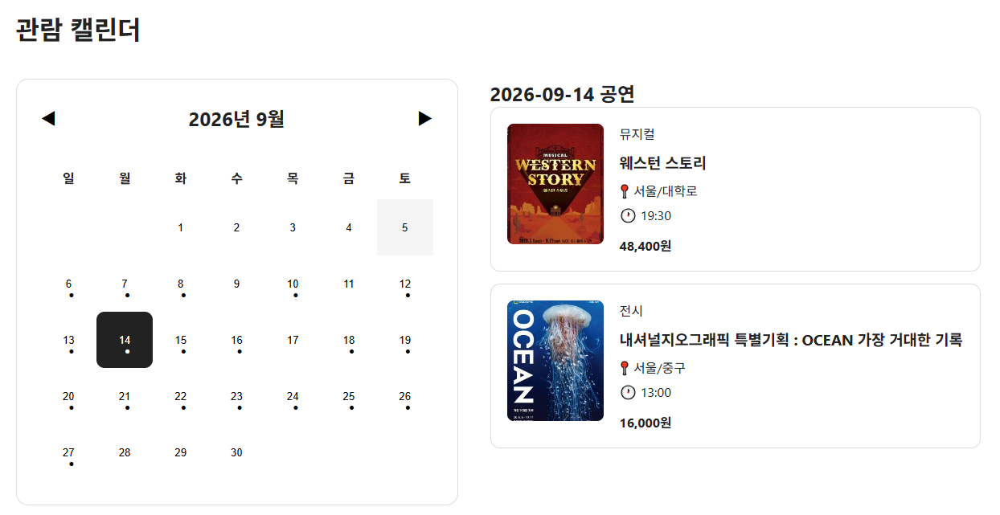 관람 캘린더
◀ 2026년 9월 ▶
일 월 화 수 목 금 토
1 2 3 4 5
6 7 8 9 10 11 12
13 14 15 16 17 18 19
20 21 22 23 24 25 26
27 28 29 30
2026-09-14 공연
MUSICAL
WESTERN
STORY
웨스턴 스토리
뮤지컬
웨스턴 스토리
서울/대학로
19:30
48,400원
OCEAN
전시
내셔널지오그래픽 특별기획 : OCEAN 가장 거대한 기록
서울/중구
13:00
16,000원